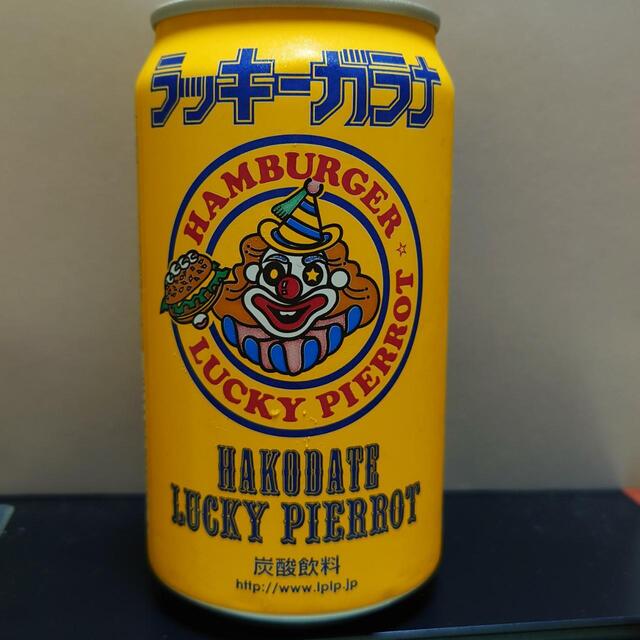 ラッキーガラナ
HAMBURGER ☆
LUCKY PIERROT
HAKODATE
LUCKY PIERROT
炭酸飲料
http://www.lplp.jp